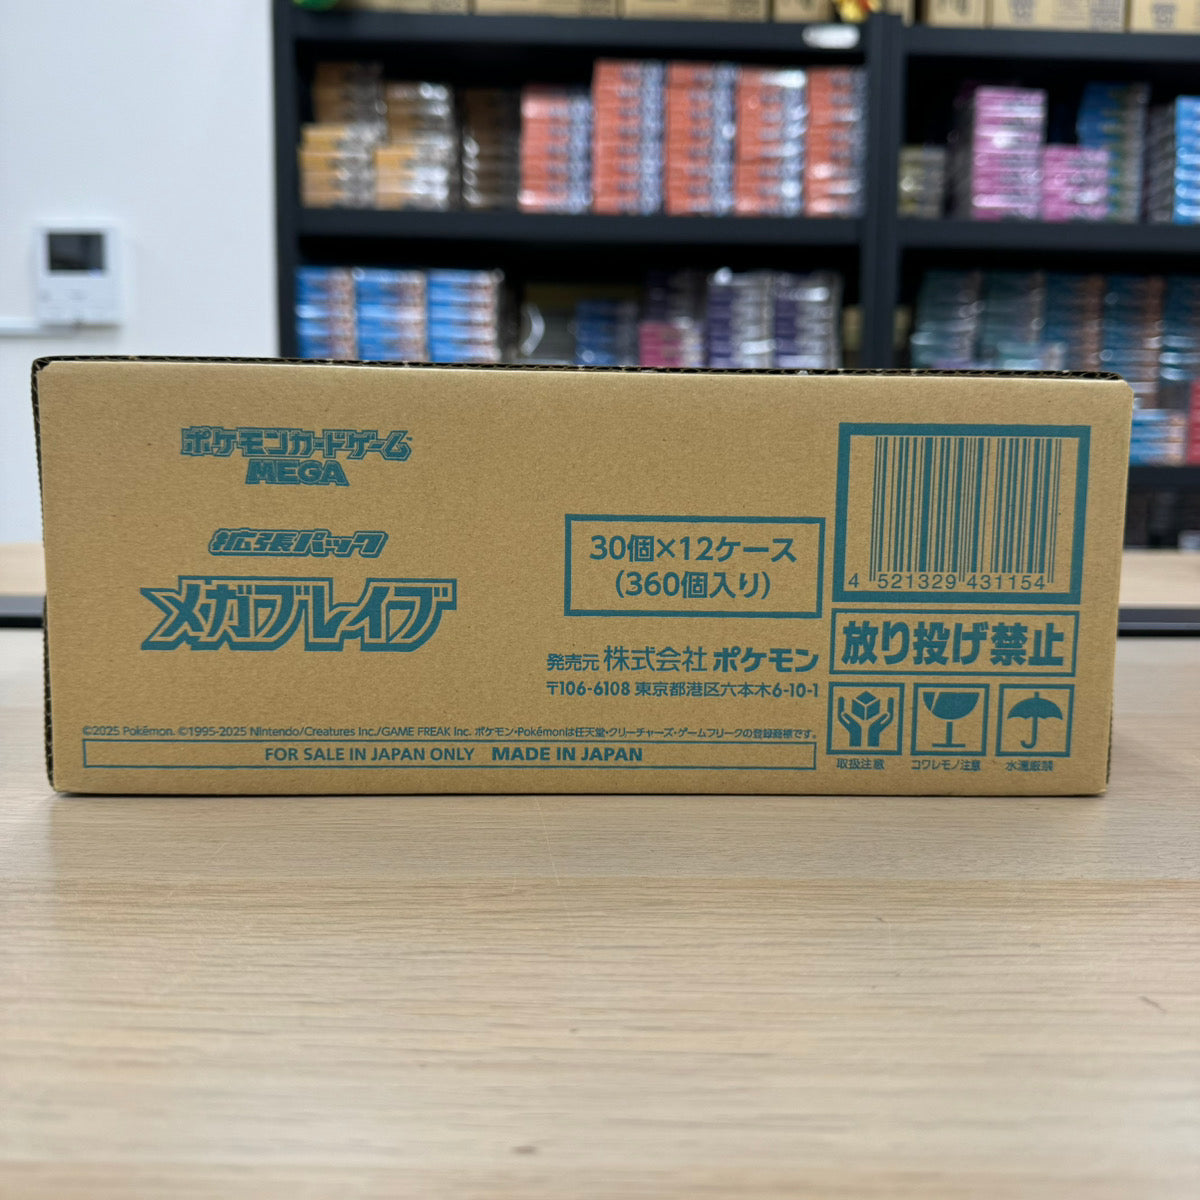 ポケモンカードゲーム
MEGA
拡張パック
メガブレイブ
30個×12ケース
(360個入り)
発売元 株式会社 ポケモン
〒106-6108 東京都港区六本木6-10-1
©2025 Pokémon. ©1995-2025 Nintendo/Creatures Inc./GAME FREAK Inc. ポケモン・Pokémonは任天堂・クリーチャーズ・ゲームフリークの登録商標です。
FOR SALE IN JAPAN ONLY MADE IN JAPAN
4 521329 431154
放り投げ禁止
取扱注意 コワレモノ注意 水濡厳禁